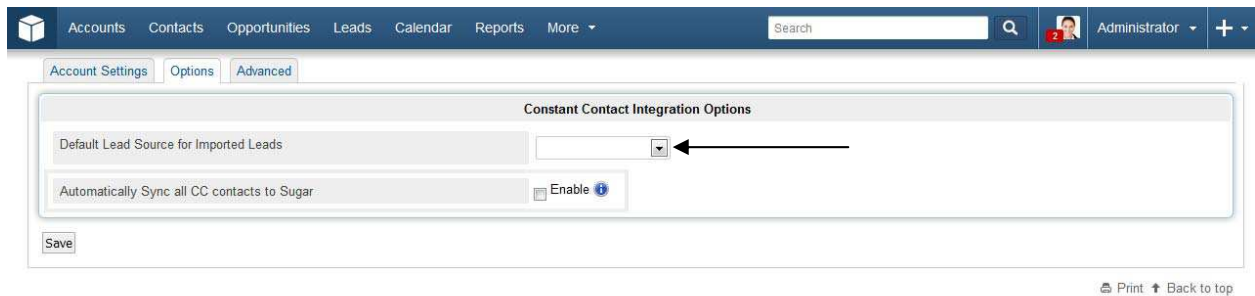 Accounts Contacts Opportunities Leads Calendar Reports More Search 2 Administrator
Account Settings Options Advanced
Constant Contact Integration Options
Default Lead Source for Imported Leads
Automatically Sync all CC contacts to Sugar Enable
Save
Print Back to top